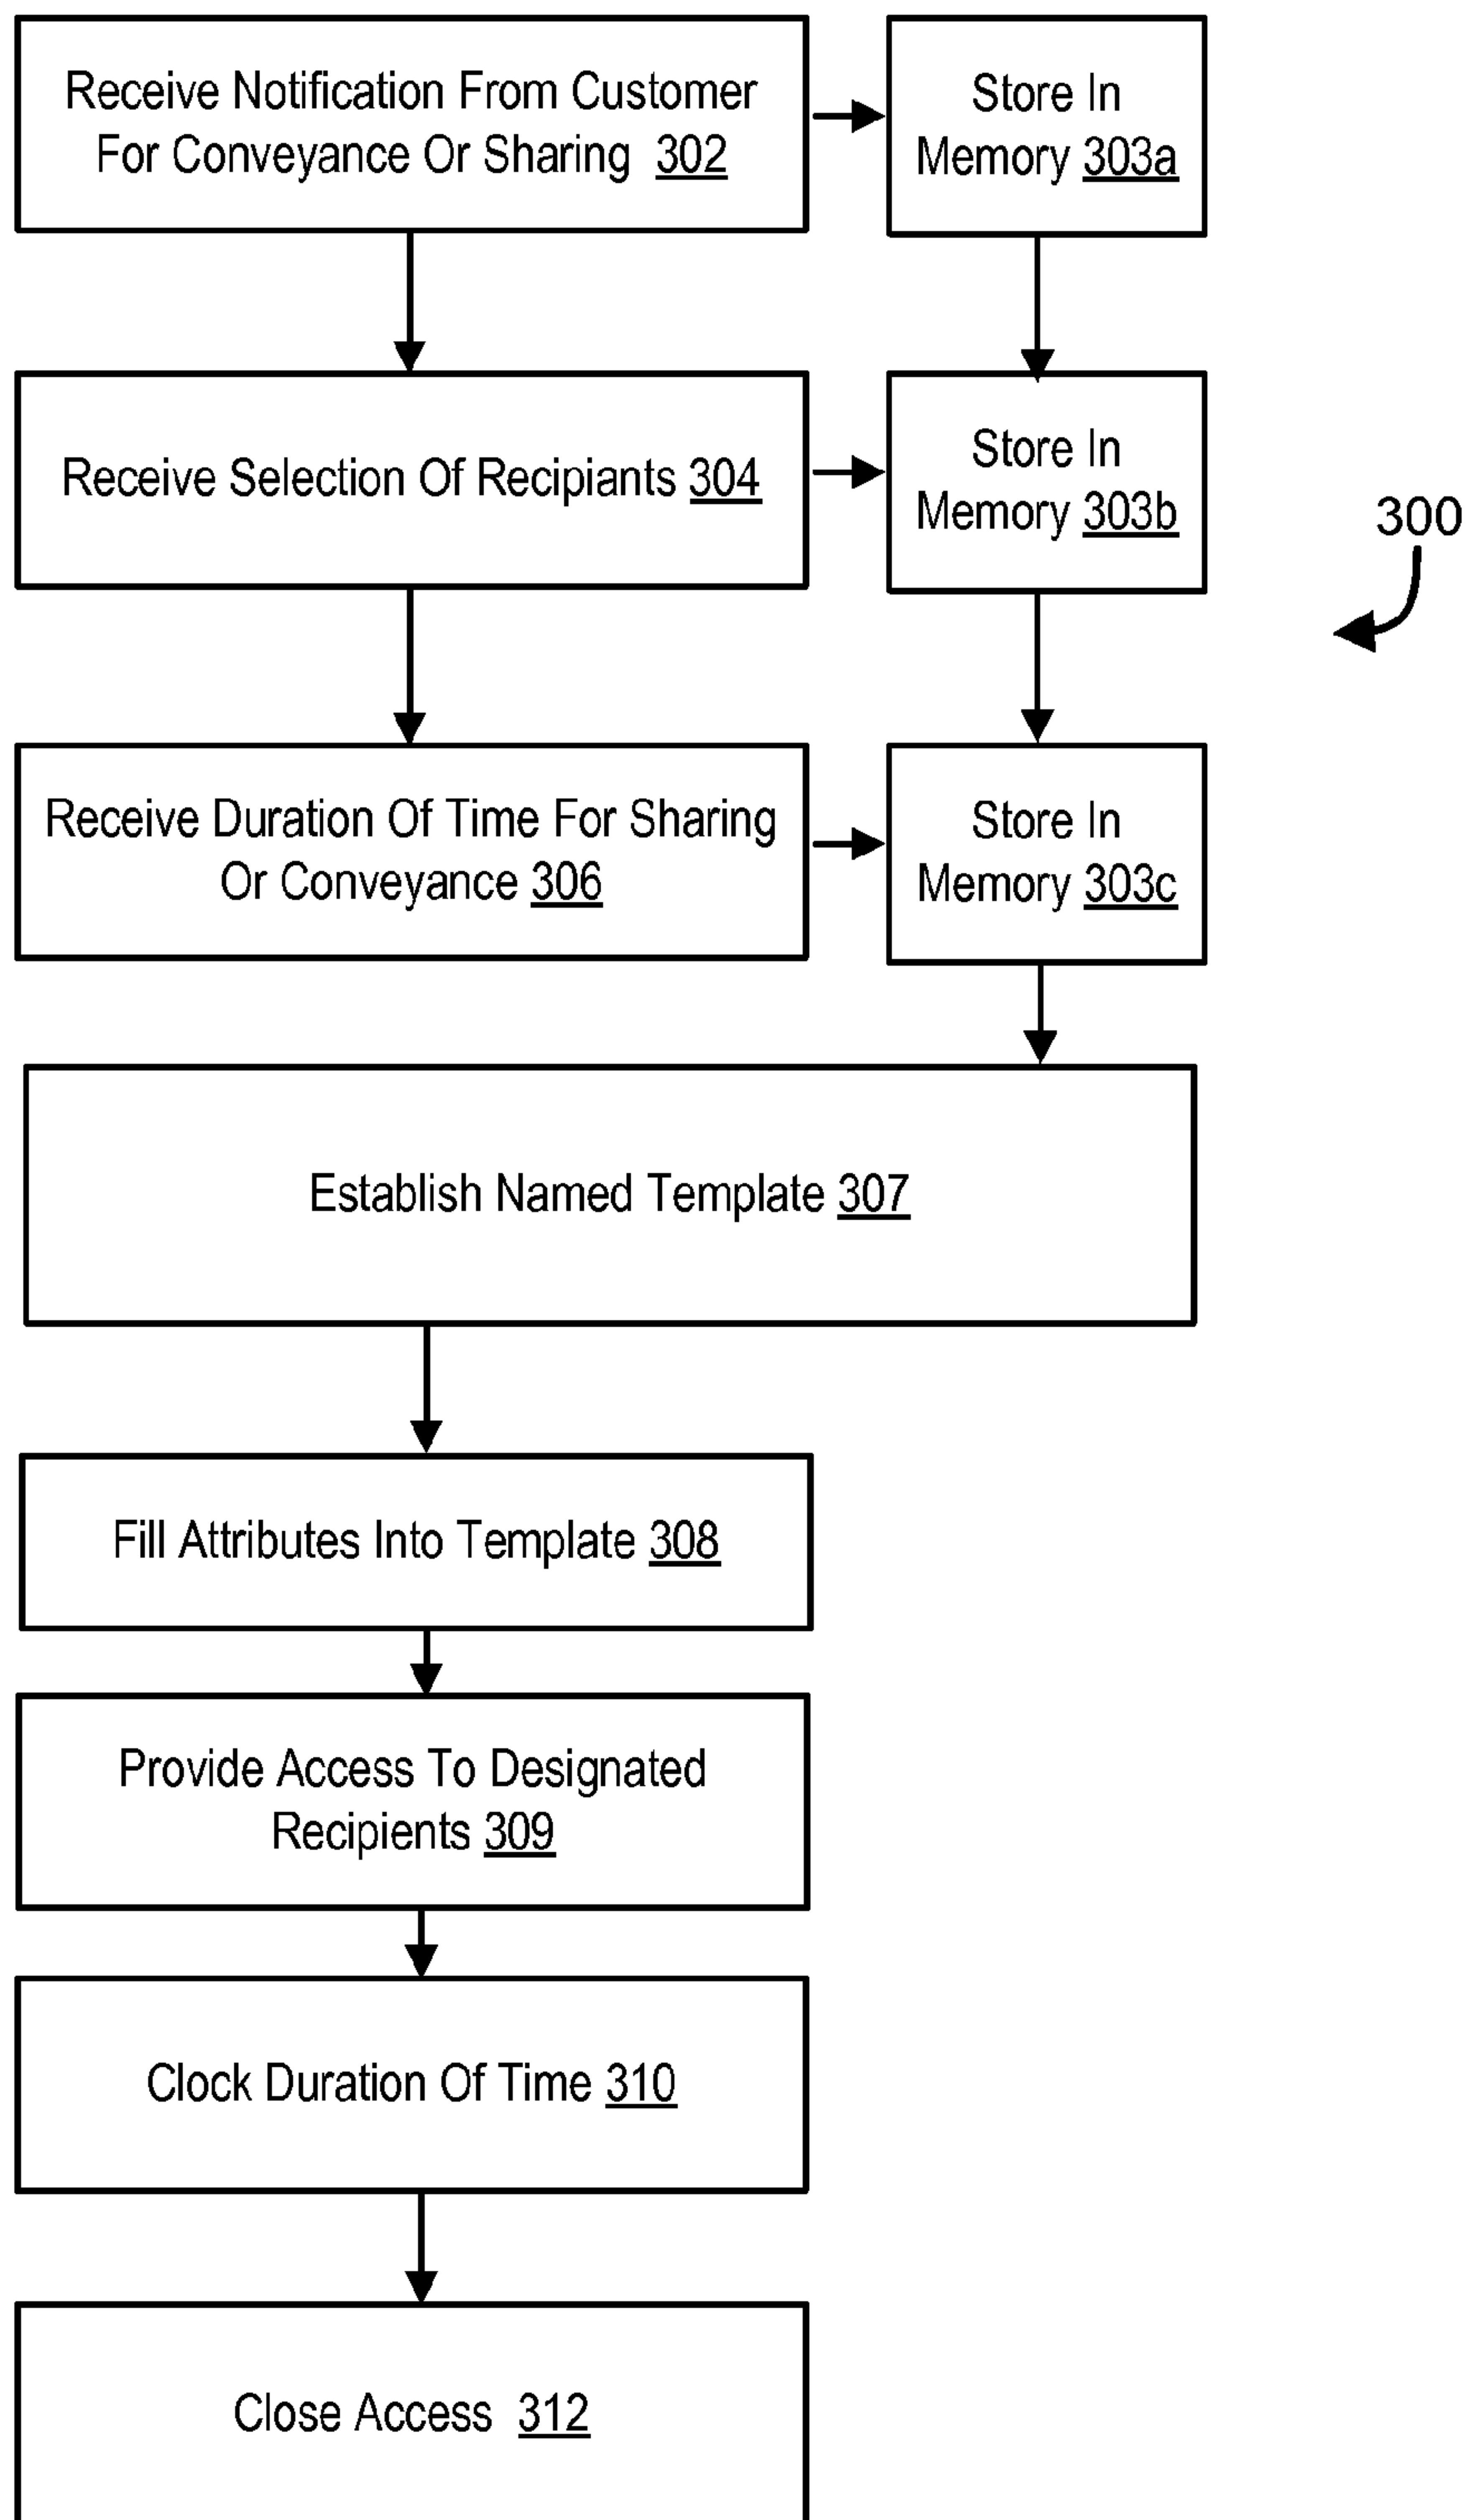 Receive Notification From Customer
For Conveyance Or Sharing 302
Store In
Memory 303a
Receive Selection Of Recipiants 304
Store In
Memory 303b
300
Receive Duration Of Time For Sharing
Or Conveyance 306
Store In
Memory 303c
Establish Named Template 307
Fill Attributes Into Template 308
Provide Access To Designated
Recipients 309
Clock Duration Of Time 310
Close Access 312